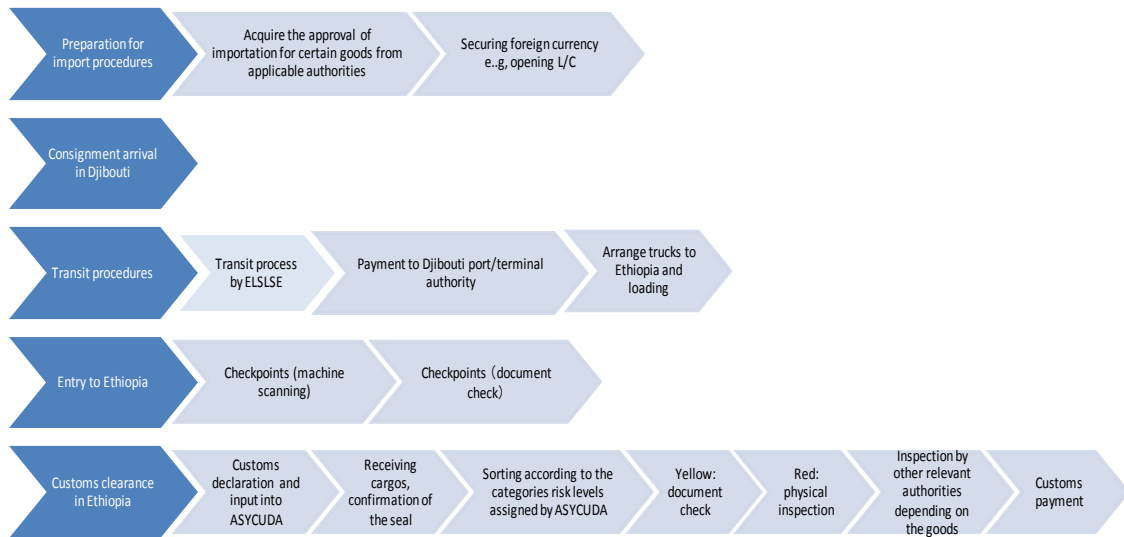 Preparation for
import procedures
Acquire the approval of
importation for certain goods from
applicable authorities
Securing foreign currency
e..g, opening L/C
Consignment arrival
in Djibouti
Transit procedures
Transit process
by ELSLSE
Payment to Djibouti port/terminal
authority
Arrange trucks to
Ethiopia and
loading
Entry to Ethiopia
Checkpoints (machine
scanning)
Checkpoints（document
check）
Customs clearance
in Ethiopia
Customs
declaration and
input into
ASYCUDA
Receiving
cargos,
confirmation of
the seal
Sorting according to the
categories risk levels
assigned by ASYCUDA
Yellow:
document
check
Red:
physical
inspection
Inspection by
other relevant
authorities
depending on
the goods
Customs
payment